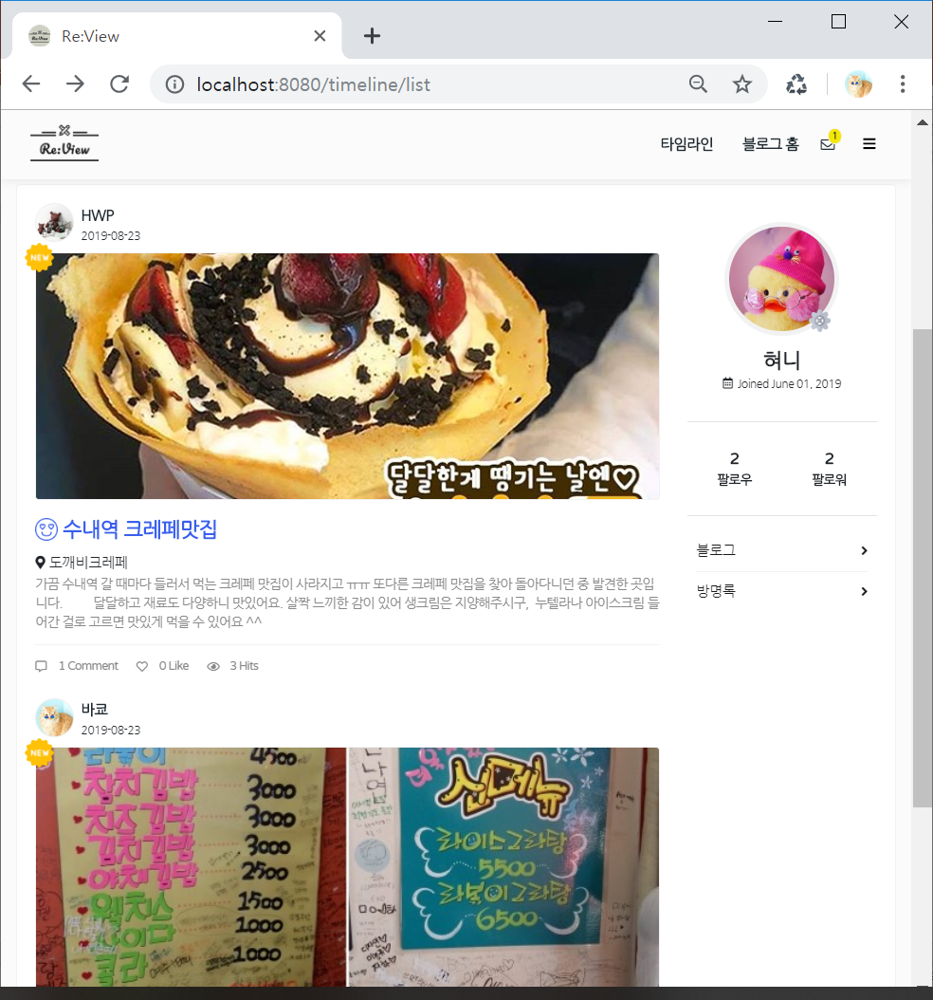 Re:View
localhost:8080/timeline/list
Re:View
타임라인
블로그 홈
1
HWP
2019-08-23
NEW
달달한게 땡기는 날엔♡
수내역 크레페맛집
도깨비크레페
가끔 수내역 갈 때마다 들러서 먹는 크레페 맛집이 사라지고 ㅠㅠ 또다른 크레페 맛집을 찾아 돌아다니던 중 발견한 곳입
니다. 달달하고 재료도 다양하니 맛있어요. 살짝 느끼한 감이 있어 생크림은 지양해주시구, 누텔라나 아이스크림 들
어간 걸로 고르면 맛있게 먹을 수 있어요 ^^
1 Comment 0 Like 3 Hits
바쿄
2019-08-23
NEW
라볶이 4500
참치김밥 3000
치즈김밥 3000
김치김밥 3000
야채김밥 2500
웰치스 1500
사이다 1000
콜라 1000
신메뉴
라이스그라탕
5500
라볶이그라탕
6500
혀니
Joined June 01, 2019
2
팔로우
2
팔로워
블로그
방명록